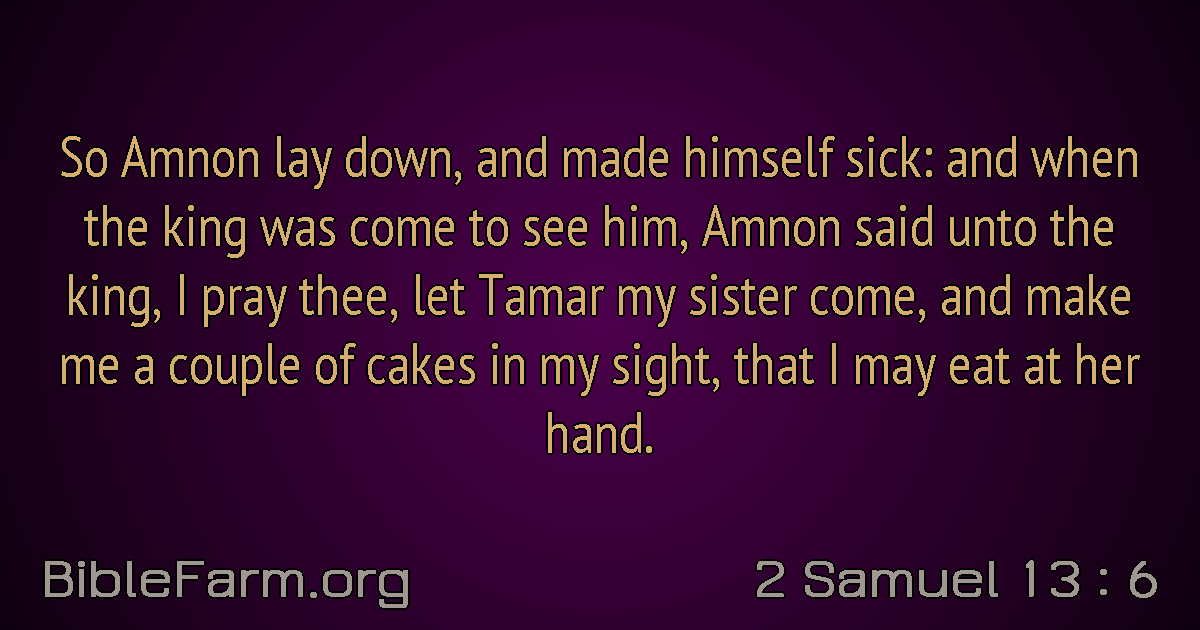 So Amnon lay down, and made himself sick: and when
the king was come to see him, Amnon said unto the
king, I pray thee, let Tamar my sister come, and make
me a couple of cakes in my sight, that I may eat at her
hand.
BibleFarm.org
2 Samuel 13 : 6